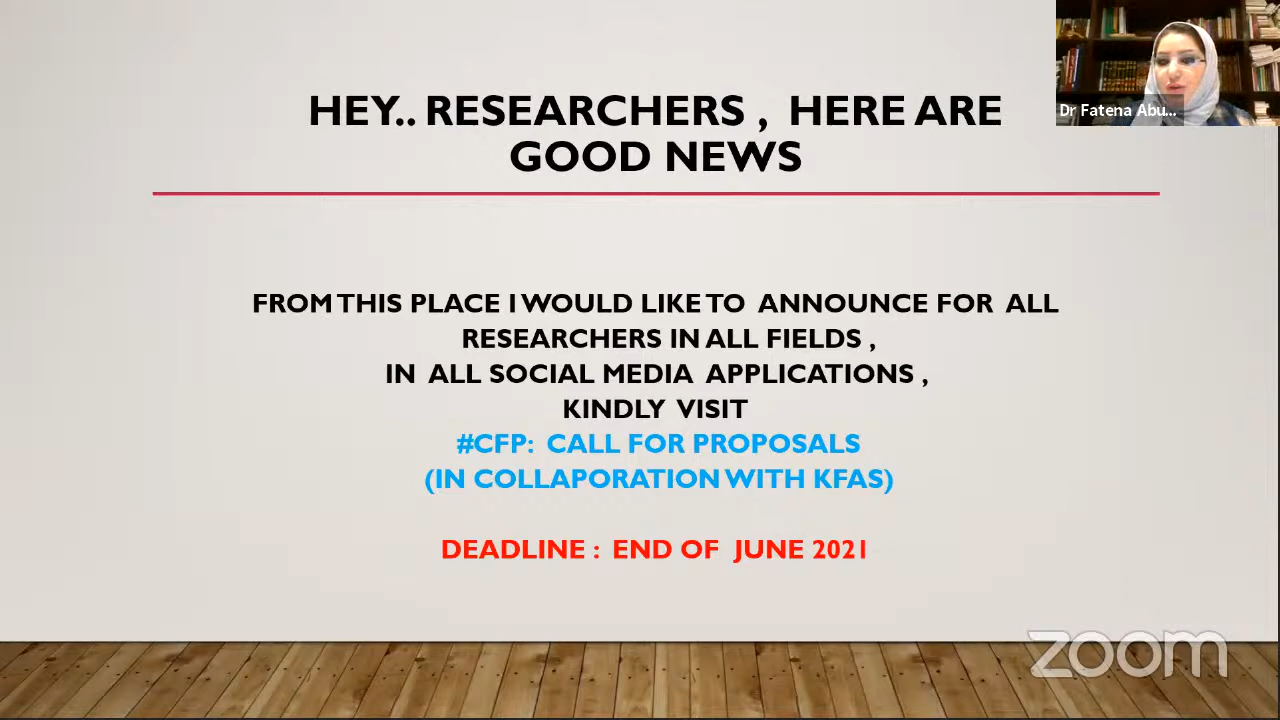 HEY.. RESEARCHERS , HERE ARE
GOOD NEWS
Dr Fatena Abu...
FROM THIS PLACE I WOULD LIKE TO ANNOUNCE FOR ALL
RESEARCHERS IN ALL FIELDS ,
IN ALL SOCIAL MEDIA APPLICATIONS ,
KINDLY VISIT
#CFP: CALL FOR PROPOSALS
(IN COLLAPORATION WITH KFAS)
DEADLINE : END OF JUNE 2021
zoom